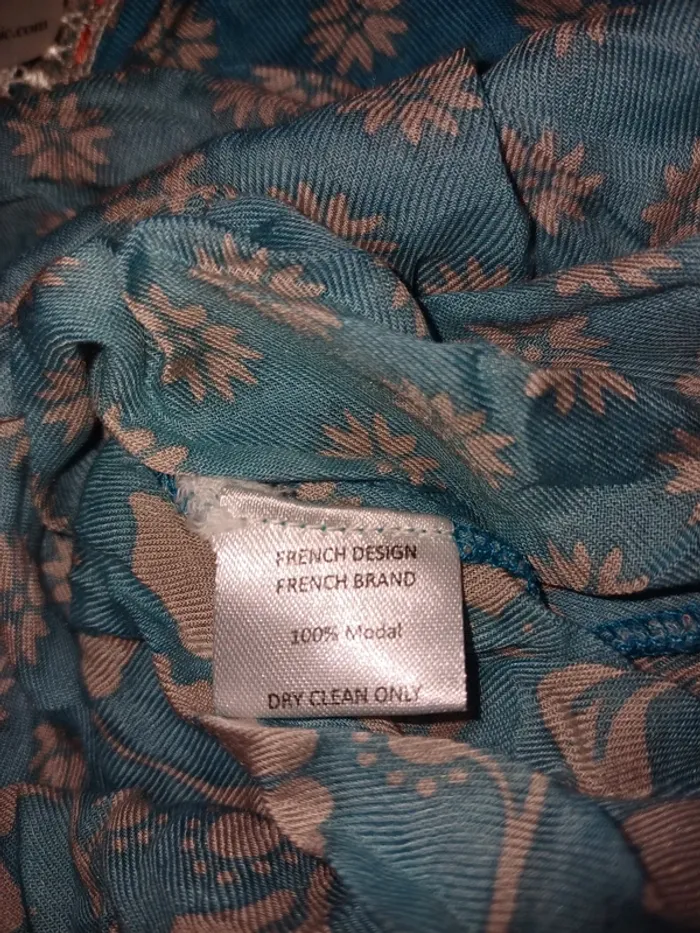 FRENCH DESIGN
FRENCH BRAND
100% Modal
DRY CLEAN ONLY